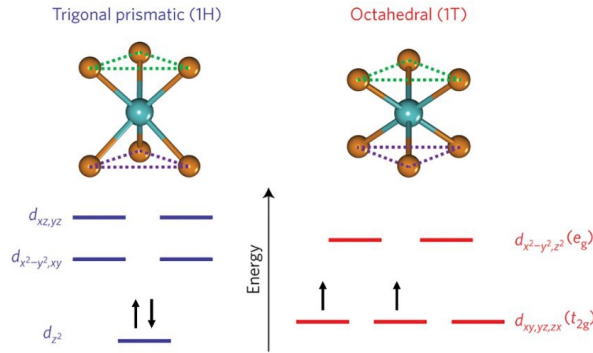 Trigonal prismatic (1H)
Octahedral (1T)
d_{xz,yz}
d_{x²−y²,xy}
d_{z²}
Energy
d_{x²−y²,z²}(e_g)
d_{xy,yz,zx}(t_{2g})